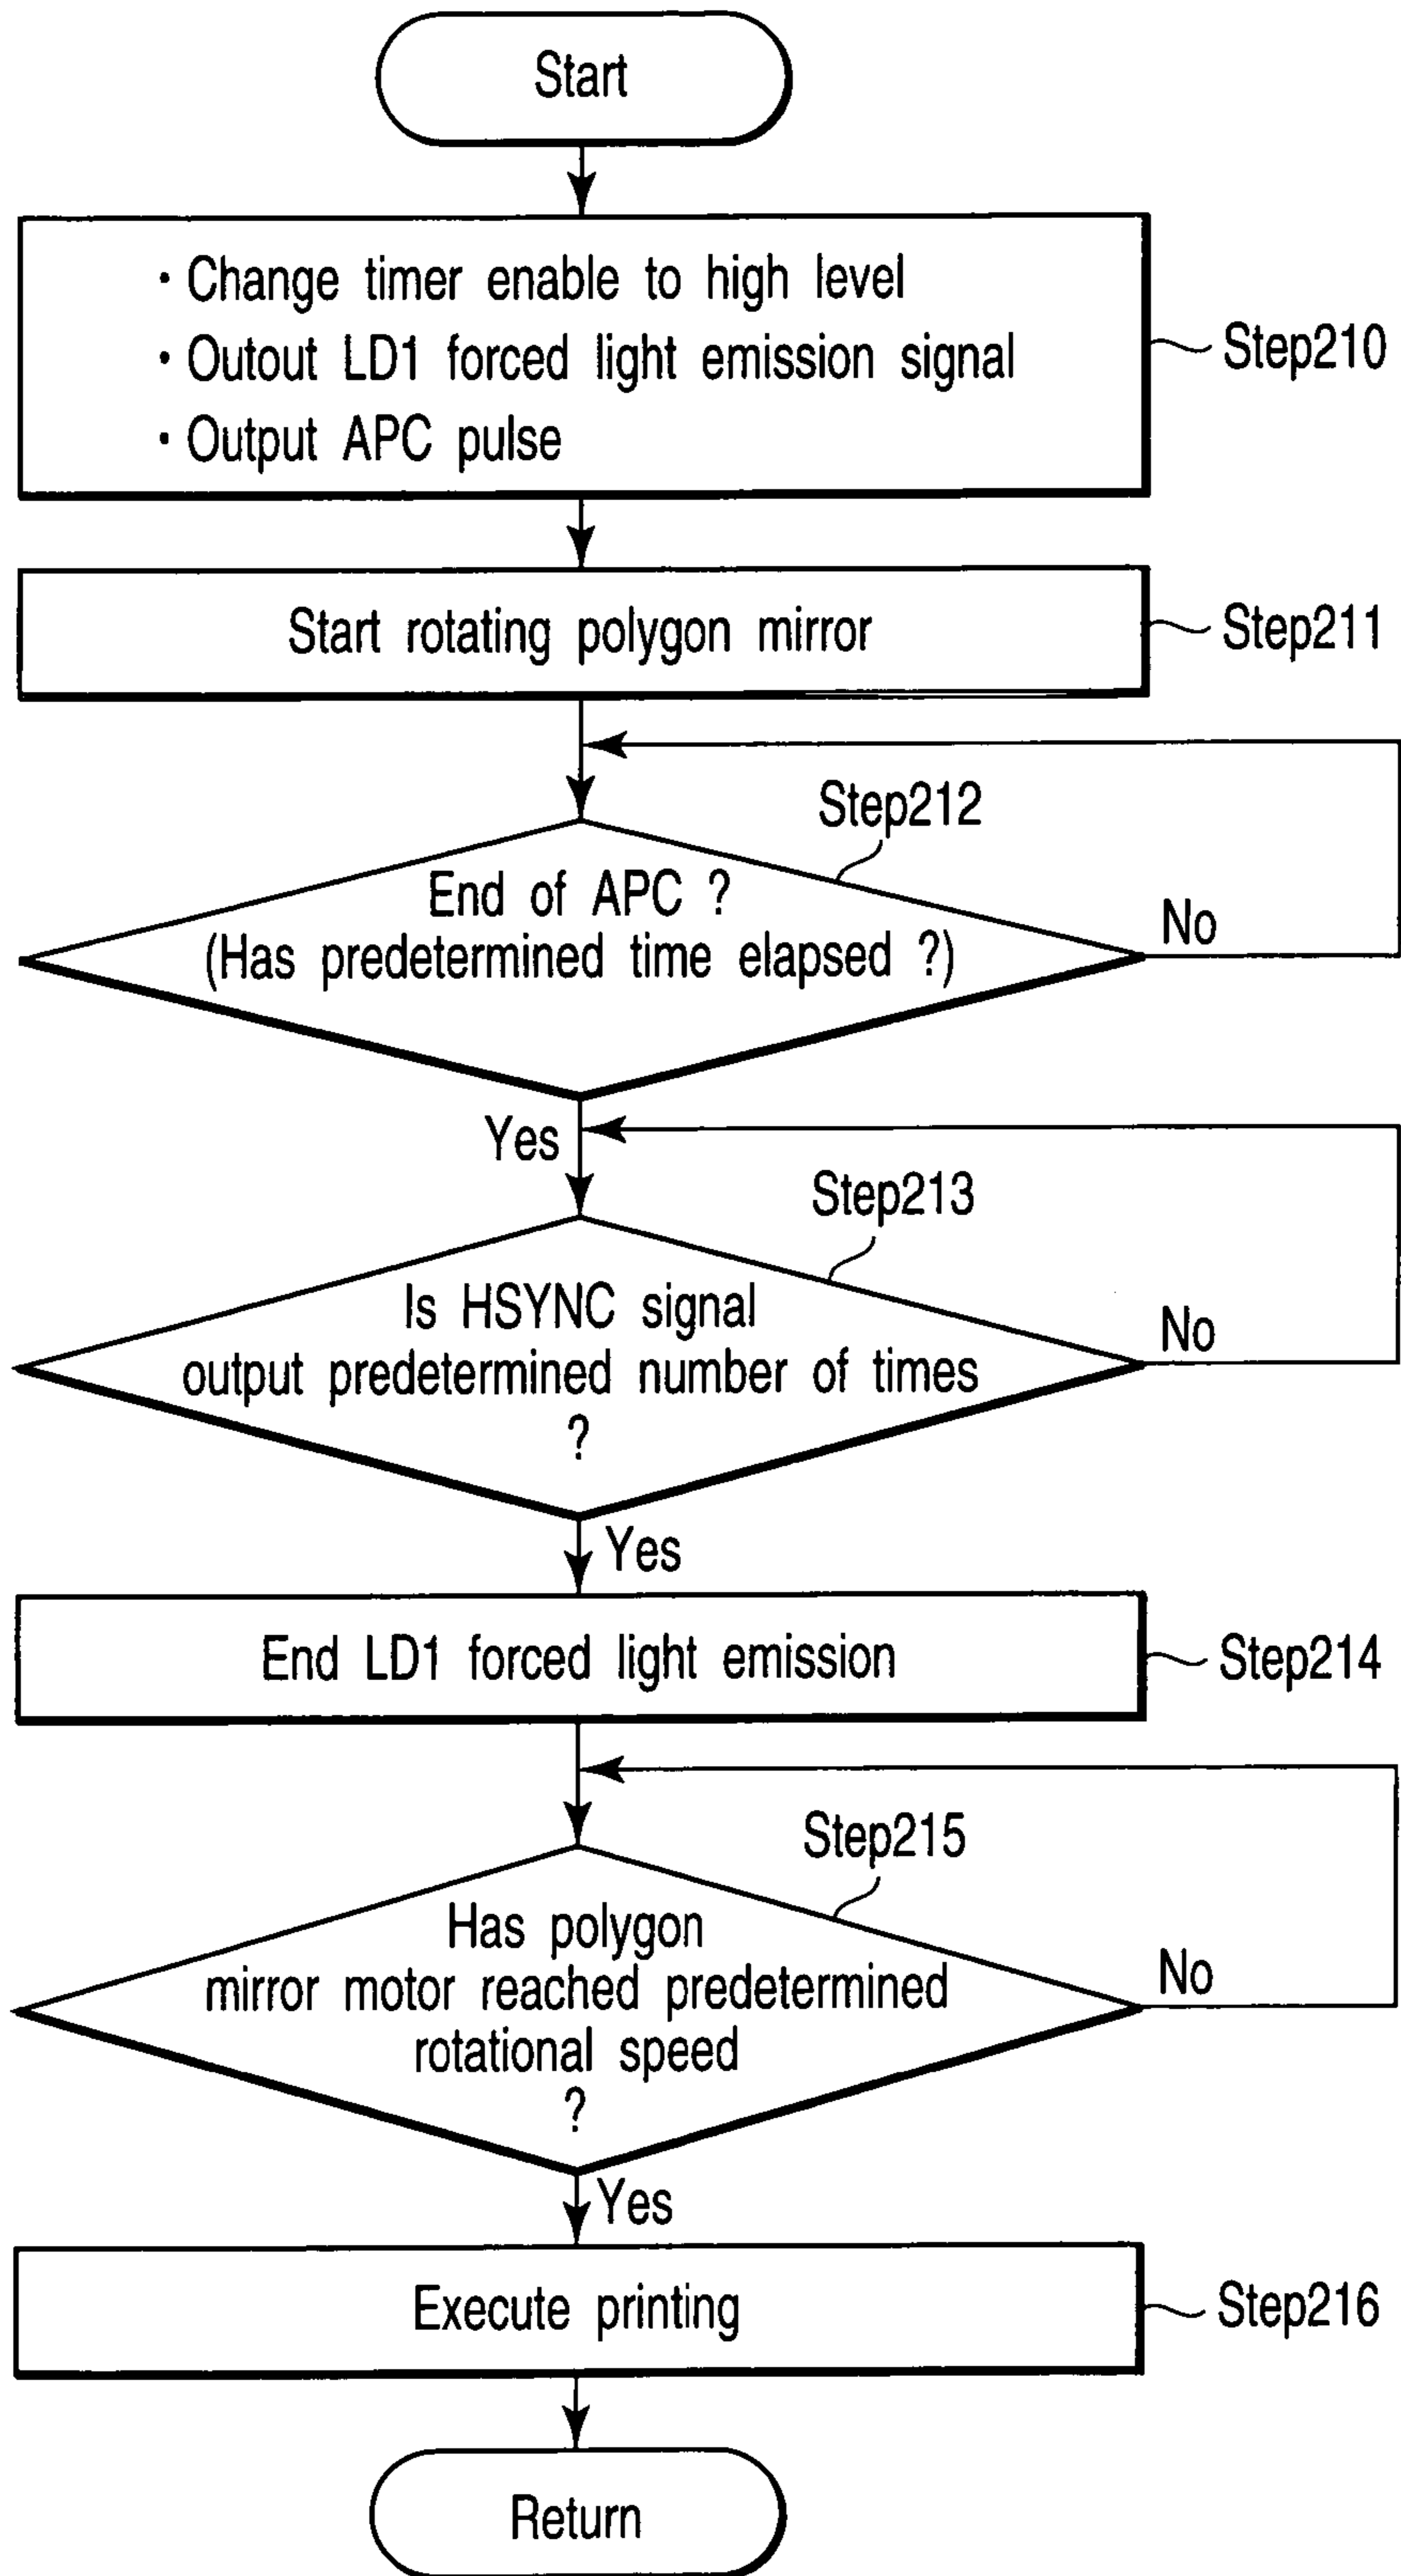 Start
· Change timer enable to high level
· Outout LD1 forced light emission signal
· Output APC pulse
Step210
Start rotating polygon mirror
Step211
Step212
End of APC ?
(Has predetermined time elapsed ?)
No
Yes
Step213
Is HSYNC signal
output predetermined number of times
?
No
Yes
End LD1 forced light emission
Step214
Step215
Has polygon
mirror motor reached predetermined
rotational speed
?
No
Yes
Execute printing
Step216
Return